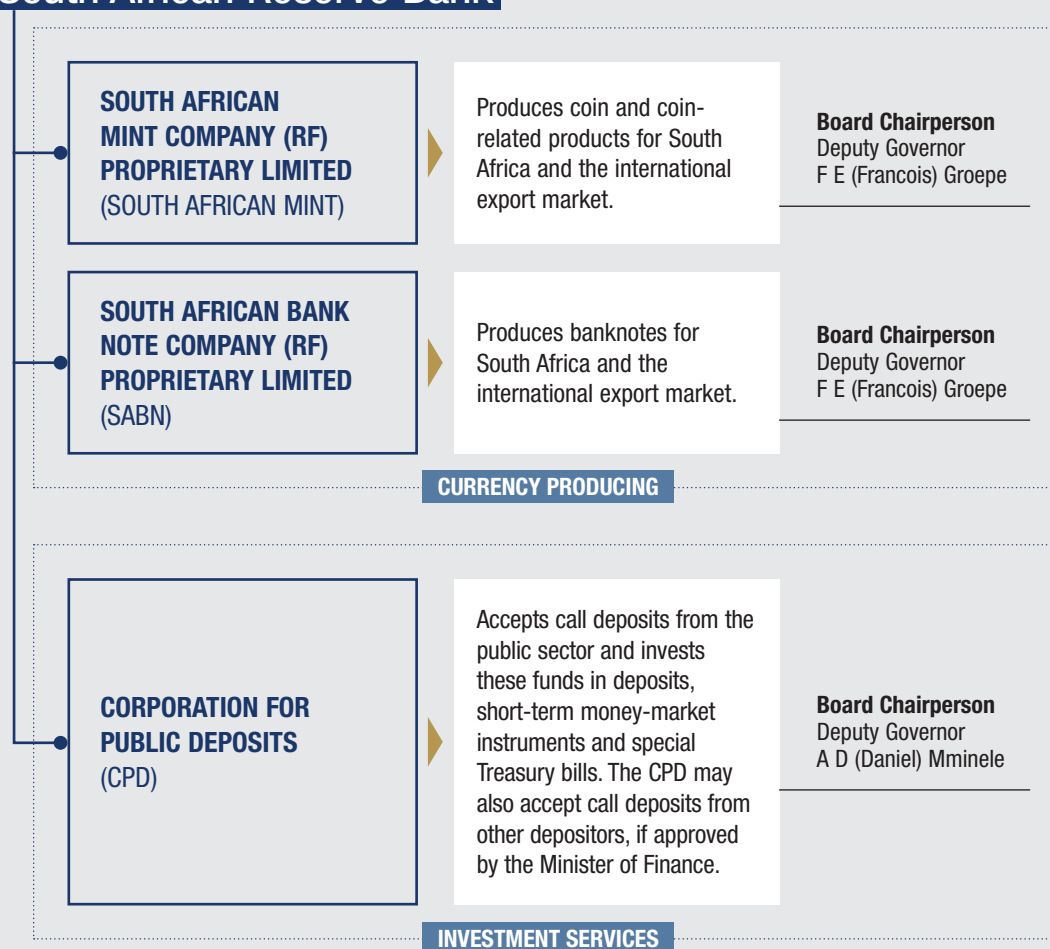 South African Reserve Bank
SOUTH AFRICAN
MINT COMPANY (RF)
PROPRIETARY LIMITED
(SOUTH AFRICAN MINT)
Produces coin and coin-
related products for South
Africa and the international
export market.
Board Chairperson
Deputy Governor
F E (Francois) Groepe
SOUTH AFRICAN BANK
NOTE COMPANY (RF)
PROPRIETARY LIMITED
(SABN)
Produces banknotes for
South Africa and the
international export market.
Board Chairperson
Deputy Governor
F E (Francois) Groepe
CURRENCY PRODUCING
CORPORATION FOR
PUBLIC DEPOSITS
(CPD)
Accepts call deposits from the
public sector and invests
these funds in deposits,
short-term money-market
instruments and special
Treasury bills. The CPD may
also accept call deposits from
other depositors, if approved
by the Minister of Finance.
Board Chairperson
Deputy Governor
A D (Daniel) Mminele
INVESTMENT SERVICES